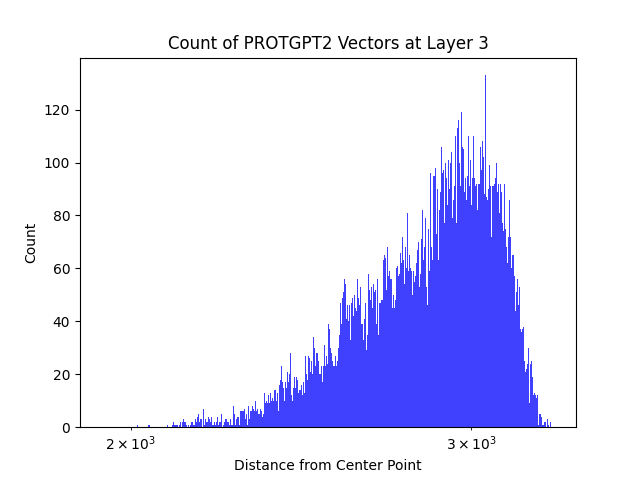 Count of PROTGPT2 Vectors at Layer 3
120
100
80
60
40
20
0
Count
2 × 10³
3 × 10³
Distance from Center Point